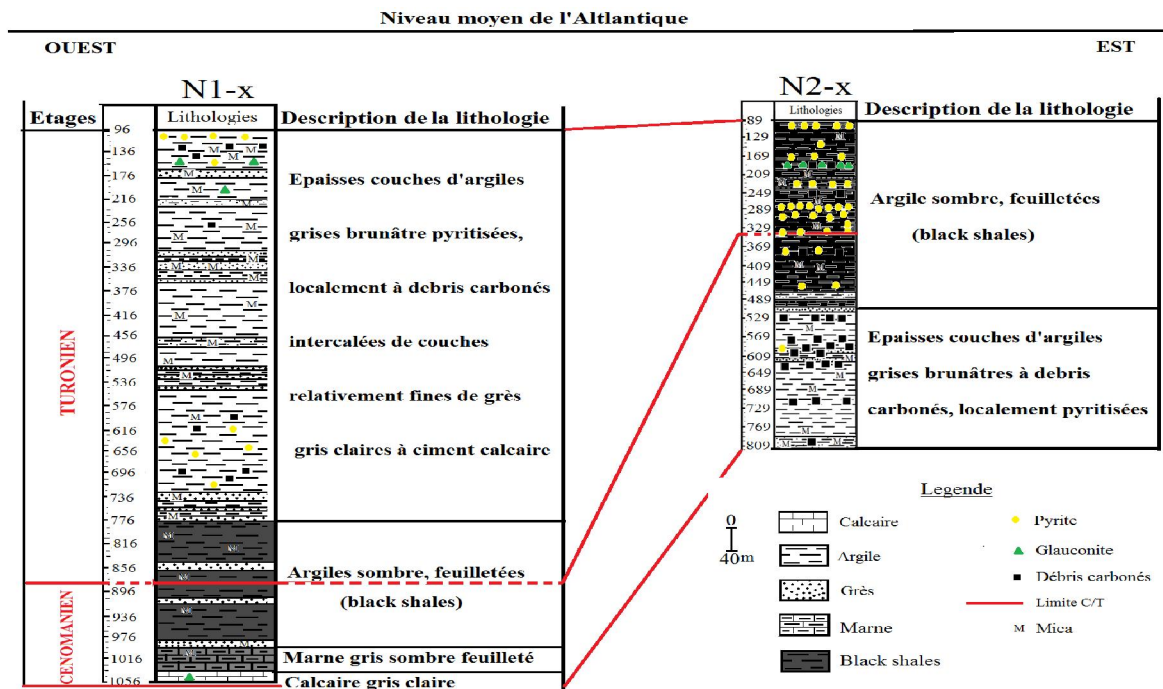 Niveau moyen de l'Altlantique
OUEST
EST
N1-x
Etages
Lithologies
Description de la lithologie
96
136
176
216
256
296
336
376
416
456
496
536
576
616
656
696
736
776
816
856
896
936
976
1016
1056
TURONIEN
CENOMANIEN
M M M
M M
M
M
M
M
M
M
M M M
M
M
M
M
M
M
M
M
M
M
M
Epaisses couches d'argiles
grises brunâtre pyritisées,
localement à debris carbonés
intercalées de couches
relativement fines de grès
gris claires à ciment calcaire
Argiles sombre, feuilletées
(black shales)
Marne gris sombre feuilleté
Calcaire gris claire
N2-x
Lithologies
Description de la lithologie
89
129
169
209
249
289
329
369
409
419
489
529
569
609
649
689
729
769
809
M
M
M
M
M
M M
Argile sombre, feuilletées
(black shales)
Epaisses couches d'argiles
grises brunâtres à debris
carbonés, localement pyritisées
0
40m
Legende
Calcaire
Argile
Grès
Marne
Black shales
Pyrite
Glauconite
Débris carbonés
Limite C/T
M Mica